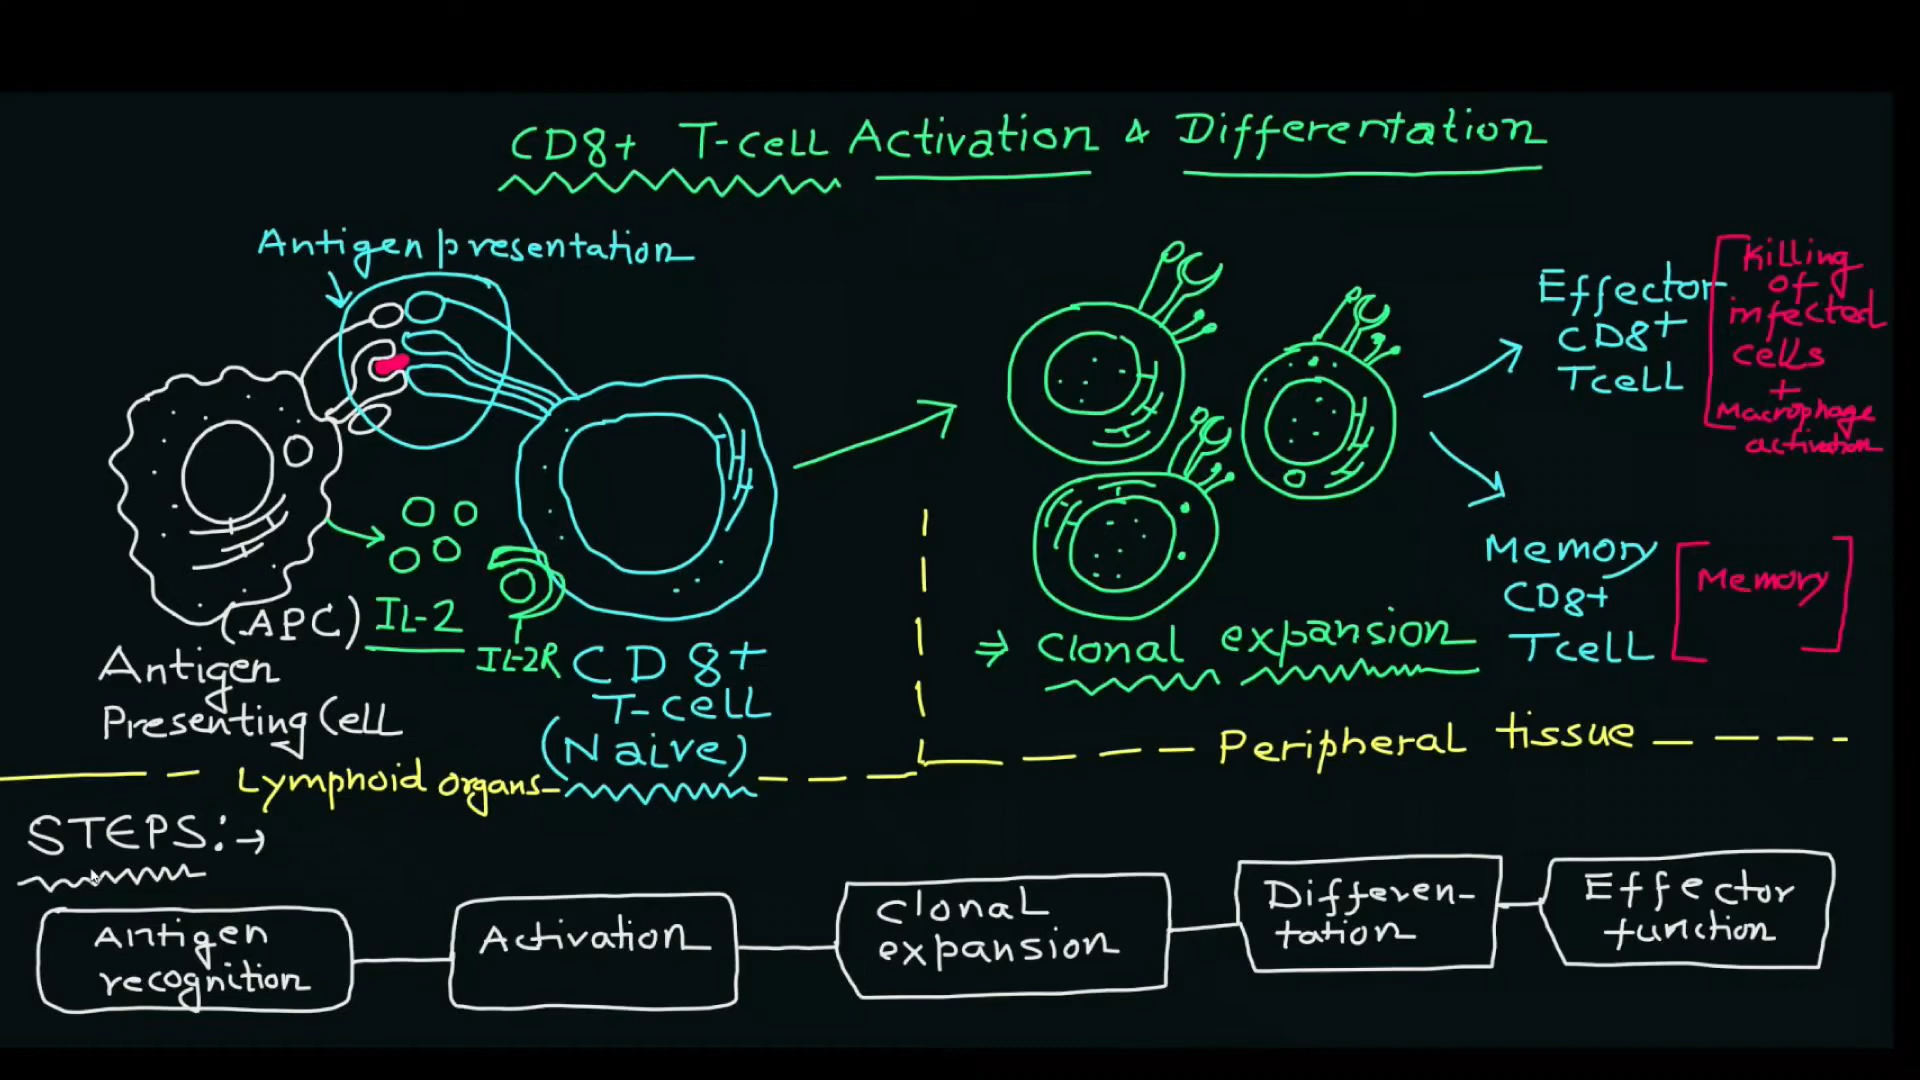 CD8+ T-cell Activation & Differentation
Antigen presentation
(APC)
Antigen
Presenting Cell
IL-2
IL-2R
CD8+
T-cell
(Naive)
Lymphoid organs
⇒ Clonal expansion
Peripheral tissue
Effector
CD8+
Tcell
Killing
of
infected
cells
+
Macrophage
activation
Memory
CD8+
Tcell
Memory
STEPS:→
Antigen
recognition
Activation
Clonal
expansion
Differen-
tation
Effector
function